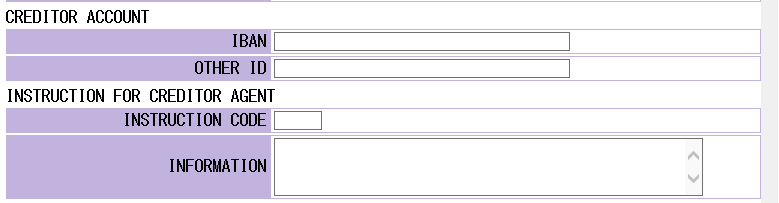 CREDITOR ACCOUNT
IBAN
OTHER ID
INSTRUCTION FOR CREDITOR AGENT
INSTRUCTION CODE
INFORMATION